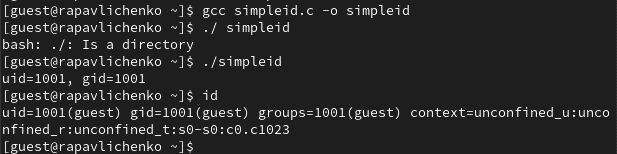 [guest@rapavlichenko ~]$ gcc simpleid.c -o simpleid
[guest@rapavlichenko ~]$ ./ simpleid
bash: ./: Is a directory
[guest@rapavlichenko ~]$ ./simpleid
uid=1001, gid=1001
[guest@rapavlichenko ~]$ id
uid=1001(guest) gid=1001(guest) groups=1001(guest) context=unconfined_u:unco
nfined_r:unconfined_t:s0-s0:c0.c1023
[guest@rapavlichenko ~]$